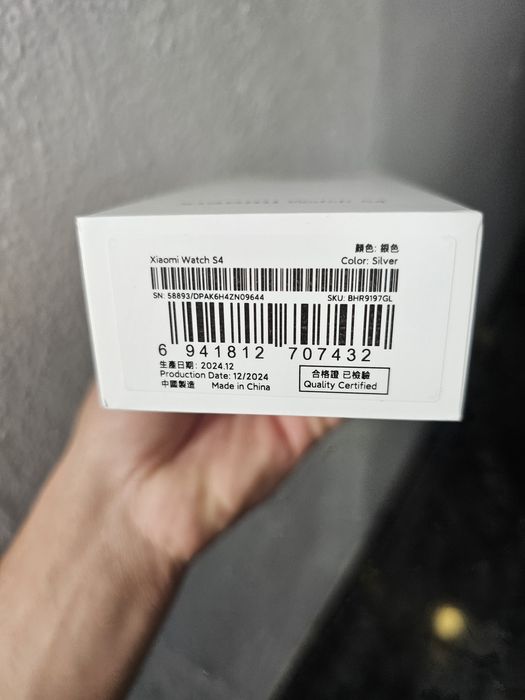 顏色: 銀色
Xiaomi Watch S4 Color: Silver
SN: 58893/DPAK6H4ZN09644 SKU: BHR9197GL
6 941812 707432
生產日期: 2024.12
Production Date: 12/2024
中國製造 Made in China
合格證 已檢驗
Quality Certified